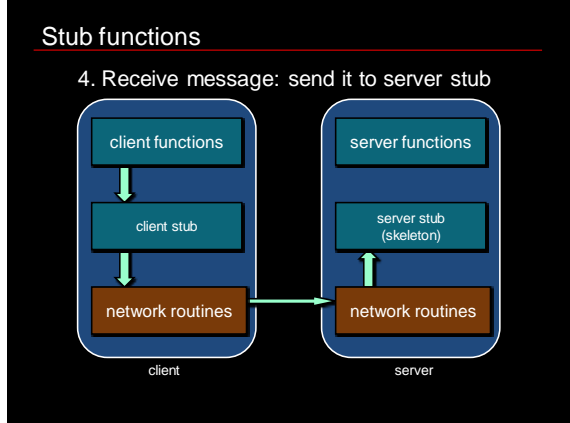 Stub functions
4. Receive message: send it to server stub
client functions
server functions
client stub
server stub
(skeleton)
network routines
network routines
client
server